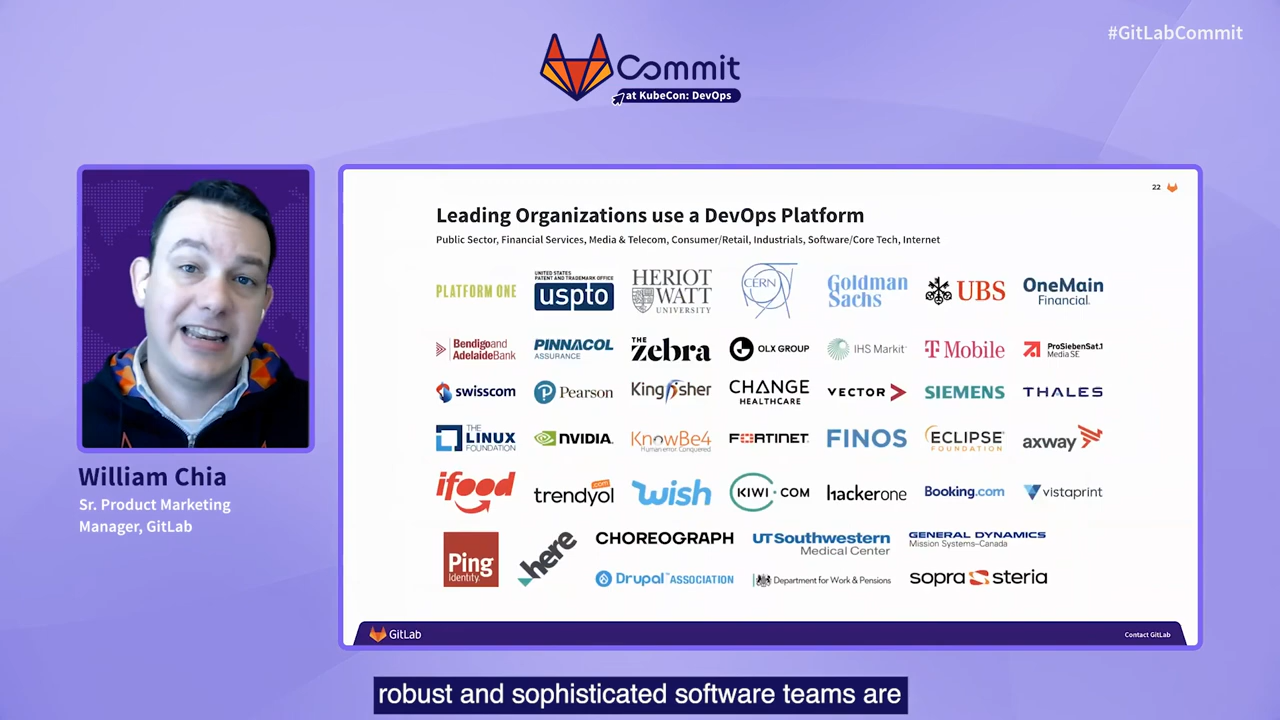 #GitLabCommit
Commit
at KubeCon: DevOps
22
Leading Organizations use a DevOps Platform
Public Sector, Financial Services, Media & Telecom, Consumer/Retail, Industrials, Software/Core Tech, Internet
PLATFORM ONE
UNITED STATES
PATENT AND TRADEMARK OFFICE
uspto
HERIOT
WATT
UNIVERSITY
CERN
Goldman
Sachs
UBS
OneMain
Financial
Bendigo and
Adelaide Bank
PINNACOL
ASSURANCE
THE
zebra
OLX GROUP
IHS Markit
T Mobile
ProSiebenSat.1
Media SE
swisscom
Pearson
Kingfisher
CHANGE
HEALTHCARE
VECTOR
SIEMENS
THALES
THE
LINUX
FOUNDATION
NVIDIA
KnowBe4
Human error. Conquered.
FORTINET
FINOS
ECLIPSE
FOUNDATION
axway
ifood
trendyol
.com
wish
KIWI.COM
hackerone
Booking.com
vistaprint
Ping
Identity
here
CHOREOGRAPH
UT Southwestern
Medical Center
GENERAL DYNAMICS
Mission Systems–Canada
Drupal™ ASSOCIATION
Department for Work & Pensions
sopra steria
GitLab
Contact GitLab
William Chia
Sr. Product Marketing
Manager, GitLab
robust and sophisticated software teams are